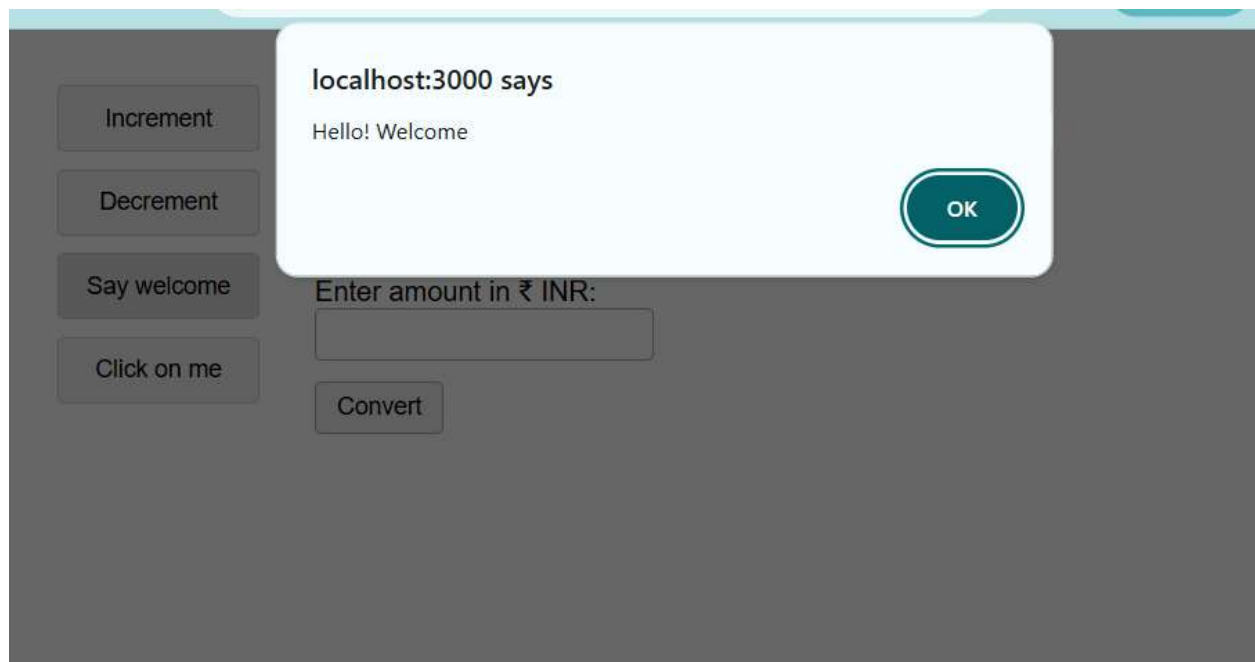 localhost:3000 says
Hello! Welcome
OK
Increment
Decrement
Say welcome
Click on me
Enter amount in ₹ INR:
Convert